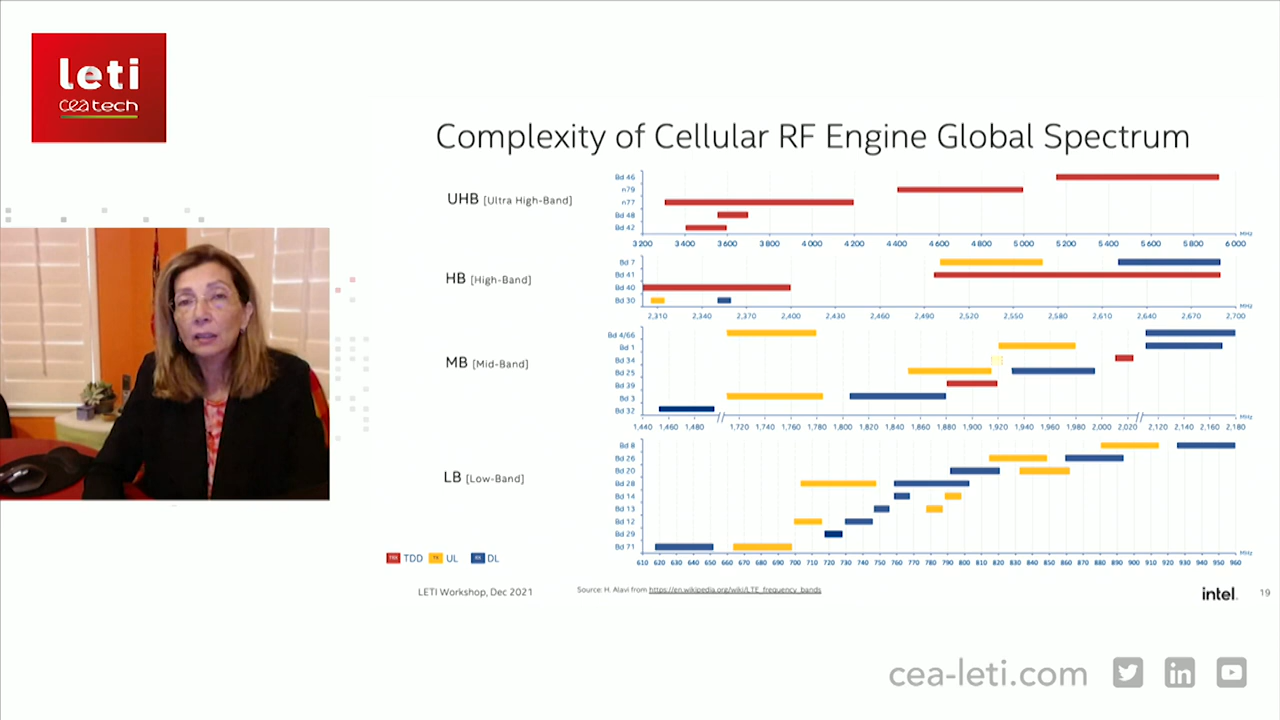 leti
cea tech
Complexity of Cellular RF Engine Global Spectrum
UHB [Ultra High-Band]
Bd 46
n79
n77
Bd 48
Bd 42
3 200 3 400 3 600 3 800 4 000 4 200 4 400 4 600 4 800 5 000 5 200 5 400 5 600 5 800 6 000
MHz
HB [High-Band]
Bd 7
Bd 41
Bd 40
Bd 30
2,310 2,340 2,370 2,400 2,430 2,460 2,490 2,520 2,550 2,580 2,610 2,640 2,670 2,700
MHz
MB [Mid-Band]
Bd 4/66
Bd 1
Bd 34
Bd 25
Bd 39
Bd 3
Bd 32
1,440 1,460 1,480 1,720 1,740 1,760 1,780 1,800 1,820 1,840 1,860 1,880 1,900 1,920 1,940 1,960 1,980 2,000 2,020 2,120 2,140 2,160 2,180
MHz
LB [Low-Band]
Bd 8
Bd 26
Bd 20
Bd 28
Bd 14
Bd 13
Bd 12
Bd 29
Bd 71
610 620 630 640 650 660 670 680 690 700 710 720 730 740 750 760 770 780 790 800 810 820 830 840 850 860 870 880 890 900 910 920 930 940 950 960
MHz
TDD UL DL
LETI Workshop, Dec 2021
Source: H. Alavi from https://en.wikipedia.org/wiki/LTE_frequency_bands
intel.
19
cea-leti.com